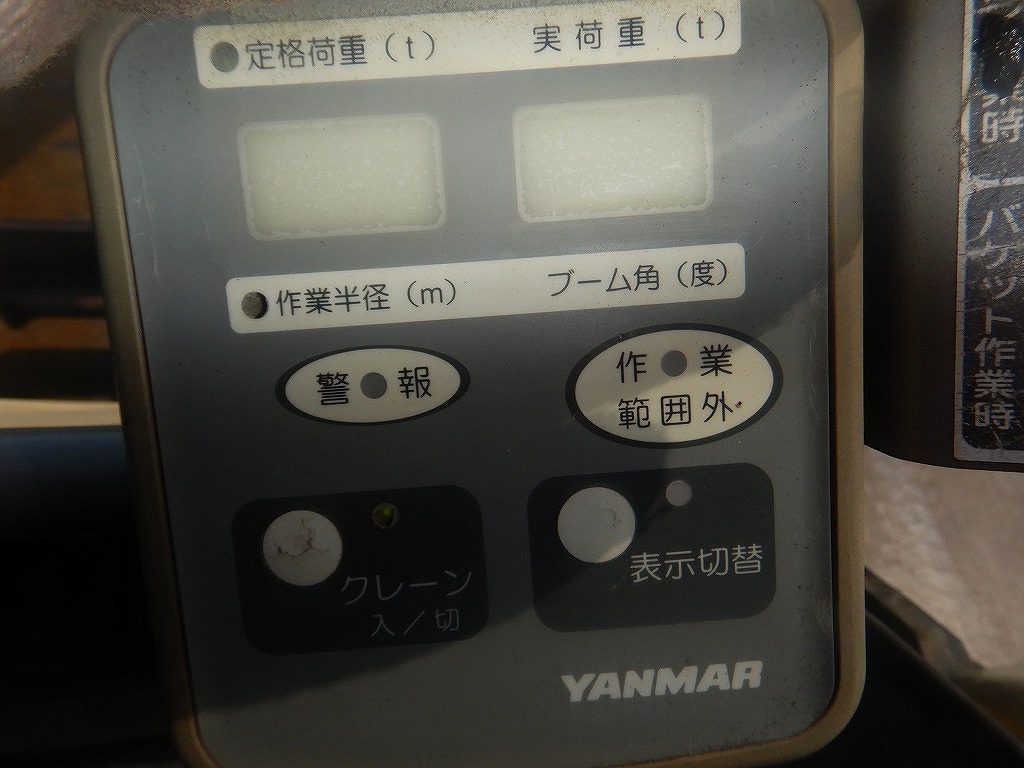 定格荷重（t） 実荷重（t）
作業半径（m） ブーム角（度）
警報
作業
範囲外
クレーン
入／切
表示切替
YANMAR
時
バケット作業時